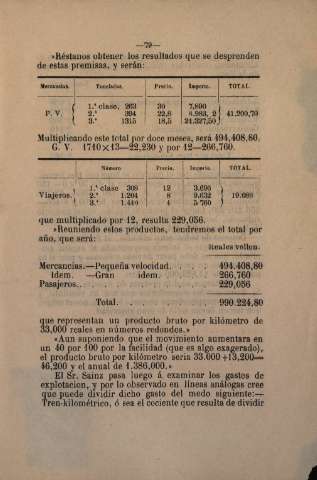 —79—
»Réstanos obtener los resultados que se desprenden
de estas premisas, y serán:
Mercancías. Toneladas. Precio. Importe. TOTAL.
1.ª clase. 263 30 7,890
P. V. 2.ª 394 22,8 8.983, 2 41.200,70
3.ª 1315 18,5 24.327,50
Multiplicando este total por doce meses, será 494,408,80.
G. V. 1710×13—22,230 y por 12—266,760.
Número Precio. Importe. TOTAL.
1.ª clase 308 12 3.696
Viajeros. 2.ª 1.204 8 9.632 19.088
3.ª 1.440 4 5.760
que multiplicado por 12, resulta 229,056.
»Reuniendo estos productos, tendremos el total por
año, que será:
Reales vellon.
Mercancías.—Pequeña velocidad. . . . 494.408,80
idem. —Gran idem . . . . 266,760
Pasajeros. . . . . . . . 229,056
Total. . . . . . 990.224,80
que representan un producto bruto por kilómetro de
33,000 reales en números redondos.»
«Aun suponiendo que el movimiento aumentara en
un 40 por 100 por la facilidad (que es algo exagerado),
el producto bruto por kilómetro seria 33.000+13,200—
46,200 y el anual de 1.386,000.»
El Sr. Sainz pasa luego á examinar los gastos de
explotacion, y por lo observado en líneas análogas cree
que puede dividir dicho gasto del modo siguiente:—
Tren-kilométrico, ó sea el cociente que resulta de dividir